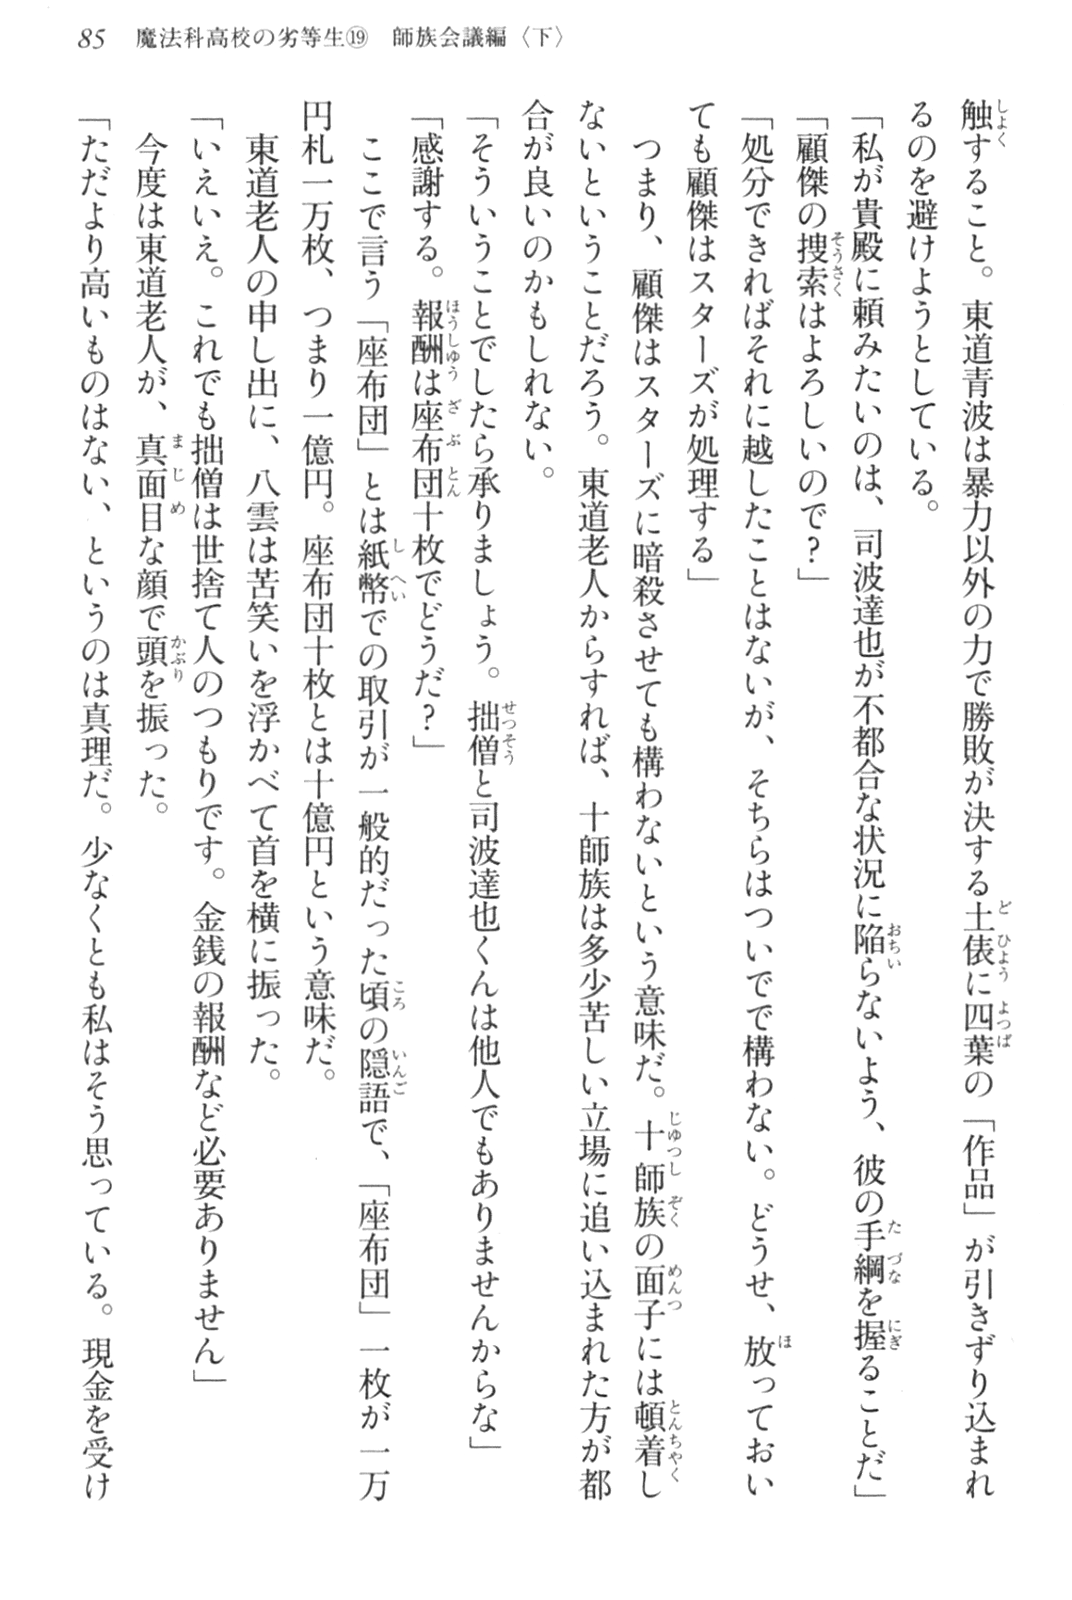 85　魔法科高校の劣等生⑲　師族会議編〈下〉
触すること。東道青波は暴力以外の力で勝敗が決する土俵に四葉の「作品」が引きずり込まれ
るのを避けようとしている。
「私が貴殿に頼みたいのは、司波達也が不都合な状況に陥らないよう、彼の手綱を握ることだ」
「顧傑の捜索はよろしいので？」
「処分できればそれに越したことはないが、そちらはついでで構わない。どうせ、放っておい
ても顧傑はスターズが処理する」
　つまり、顧傑はスターズに暗殺させても構わないという意味だ。十師族の面子には頓着し
ないということだろう。東道老人からすれば、十師族は多少苦しい立場に追い込まれた方が都
合が良いのかもしれない。
「そういうことでしたら承りましょう。拙僧と司波達也くんは他人でもありませんからな」
「感謝する。報酬は座布団十枚でどうだ？」
　ここで言う「座布団」とは紙幣での取引が一般的だった頃の隠語で、「座布団」一枚が一万
円札一万枚、つまり一億円。座布団十枚とは十億円という意味だ。
　東道老人の申し出に、八雲は苦笑いを浮かべて首を横に振った。
「いえいえ。これでも拙僧は世捨て人のつもりです。金銭の報酬など必要ありません」
　今度は東道老人が、真面目な顔で頭を振った。
「ただより高いものはない、というのは真理だ。少なくとも私はそう思っている。現金を受け